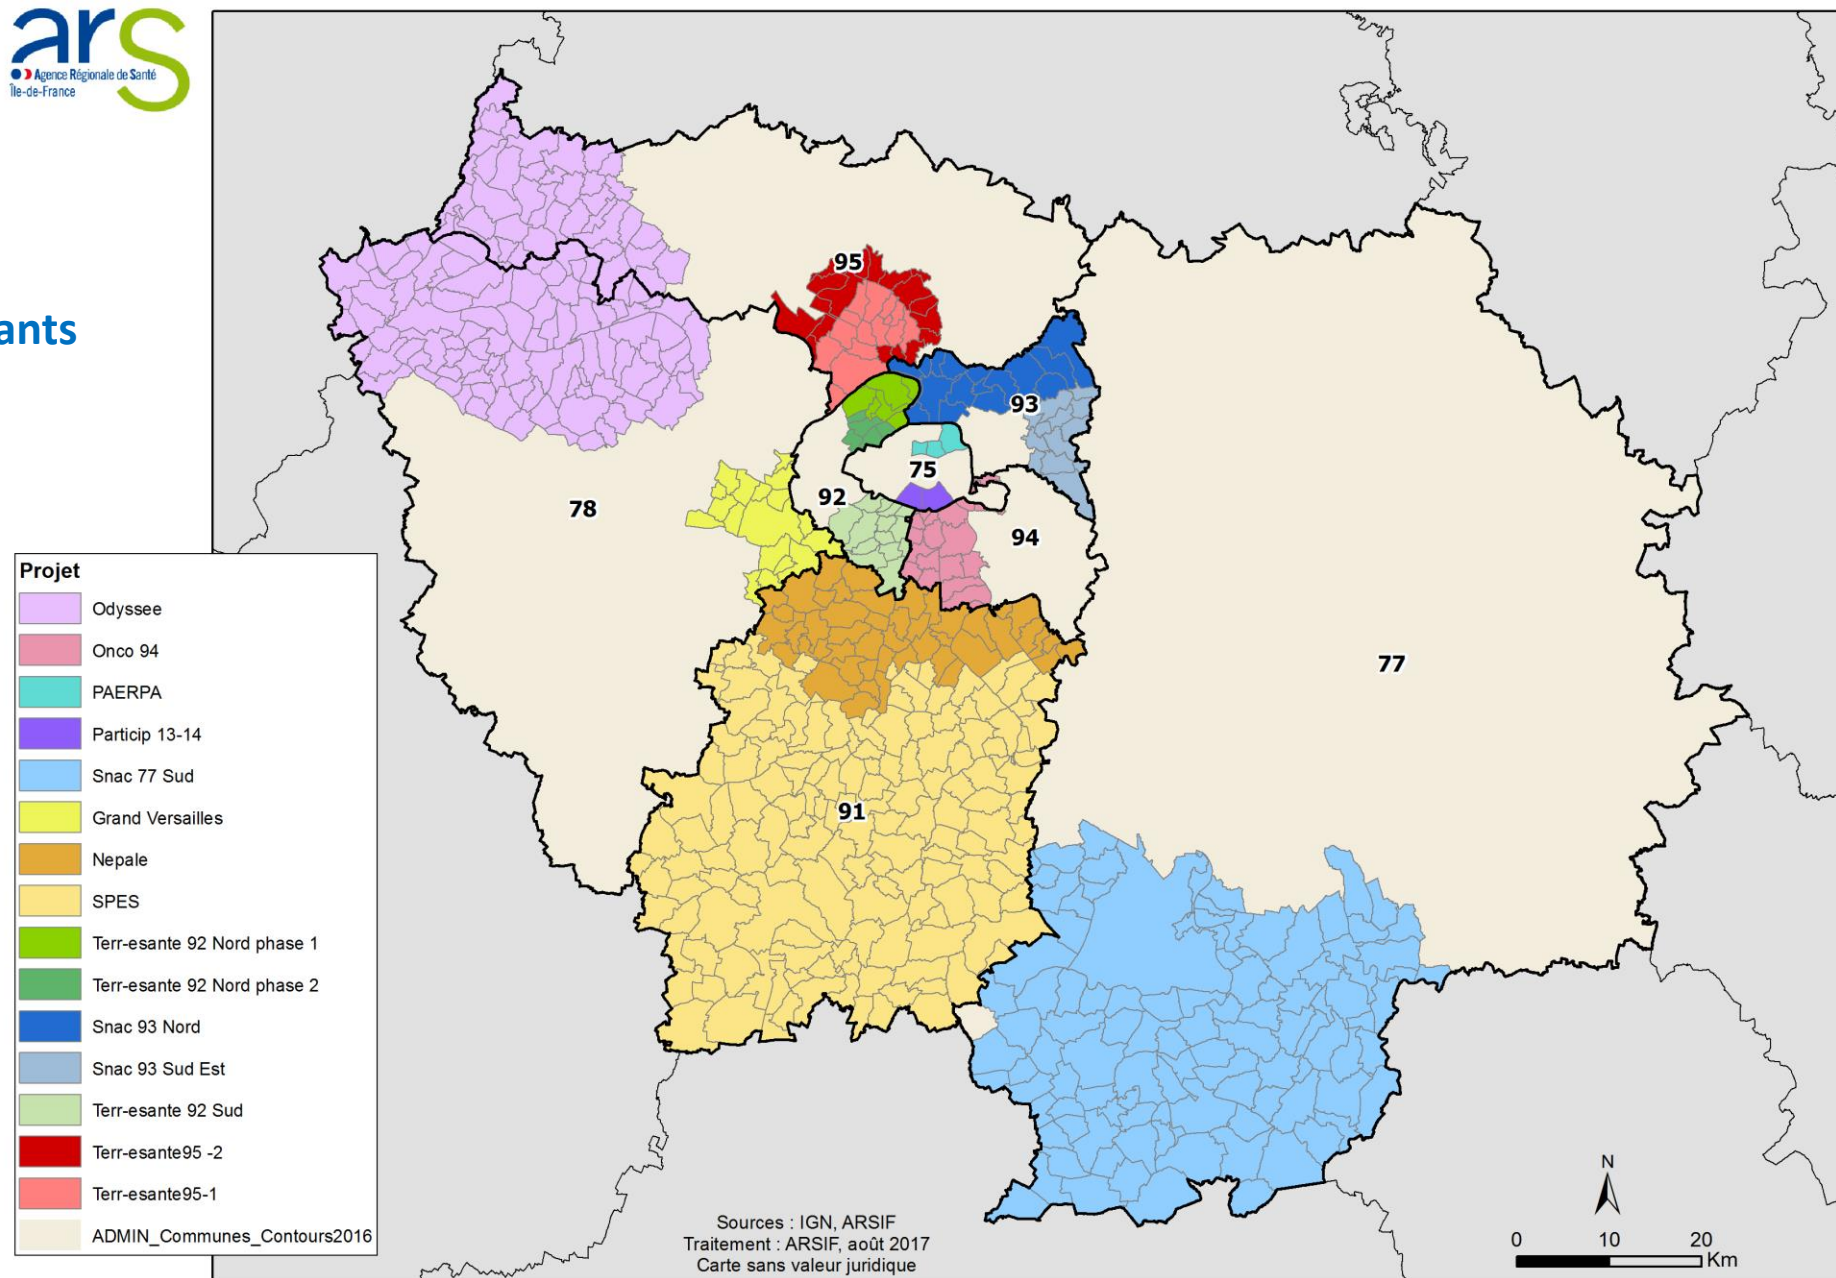 ars
Agence Régionale de Santé
Île-de-France
ants
95
93
75
92
78
94
77
91
Projet
Odyssee
Onco 94
PAERPA
Particip 13-14
Snac 77 Sud
Grand Versailles
Nepale
SPES
Terr-esante 92 Nord phase 1
Terr-esante 92 Nord phase 2
Snac 93 Nord
Snac 93 Sud Est
Terr-esante 92 Sud
Terr-esante95 -2
Terr-esante95-1
ADMIN_Communes_Contours2016
Sources : IGN, ARSIF
Traitement : ARSIF, août 2017
Carte sans valeur juridique
N
0 10 20
Km